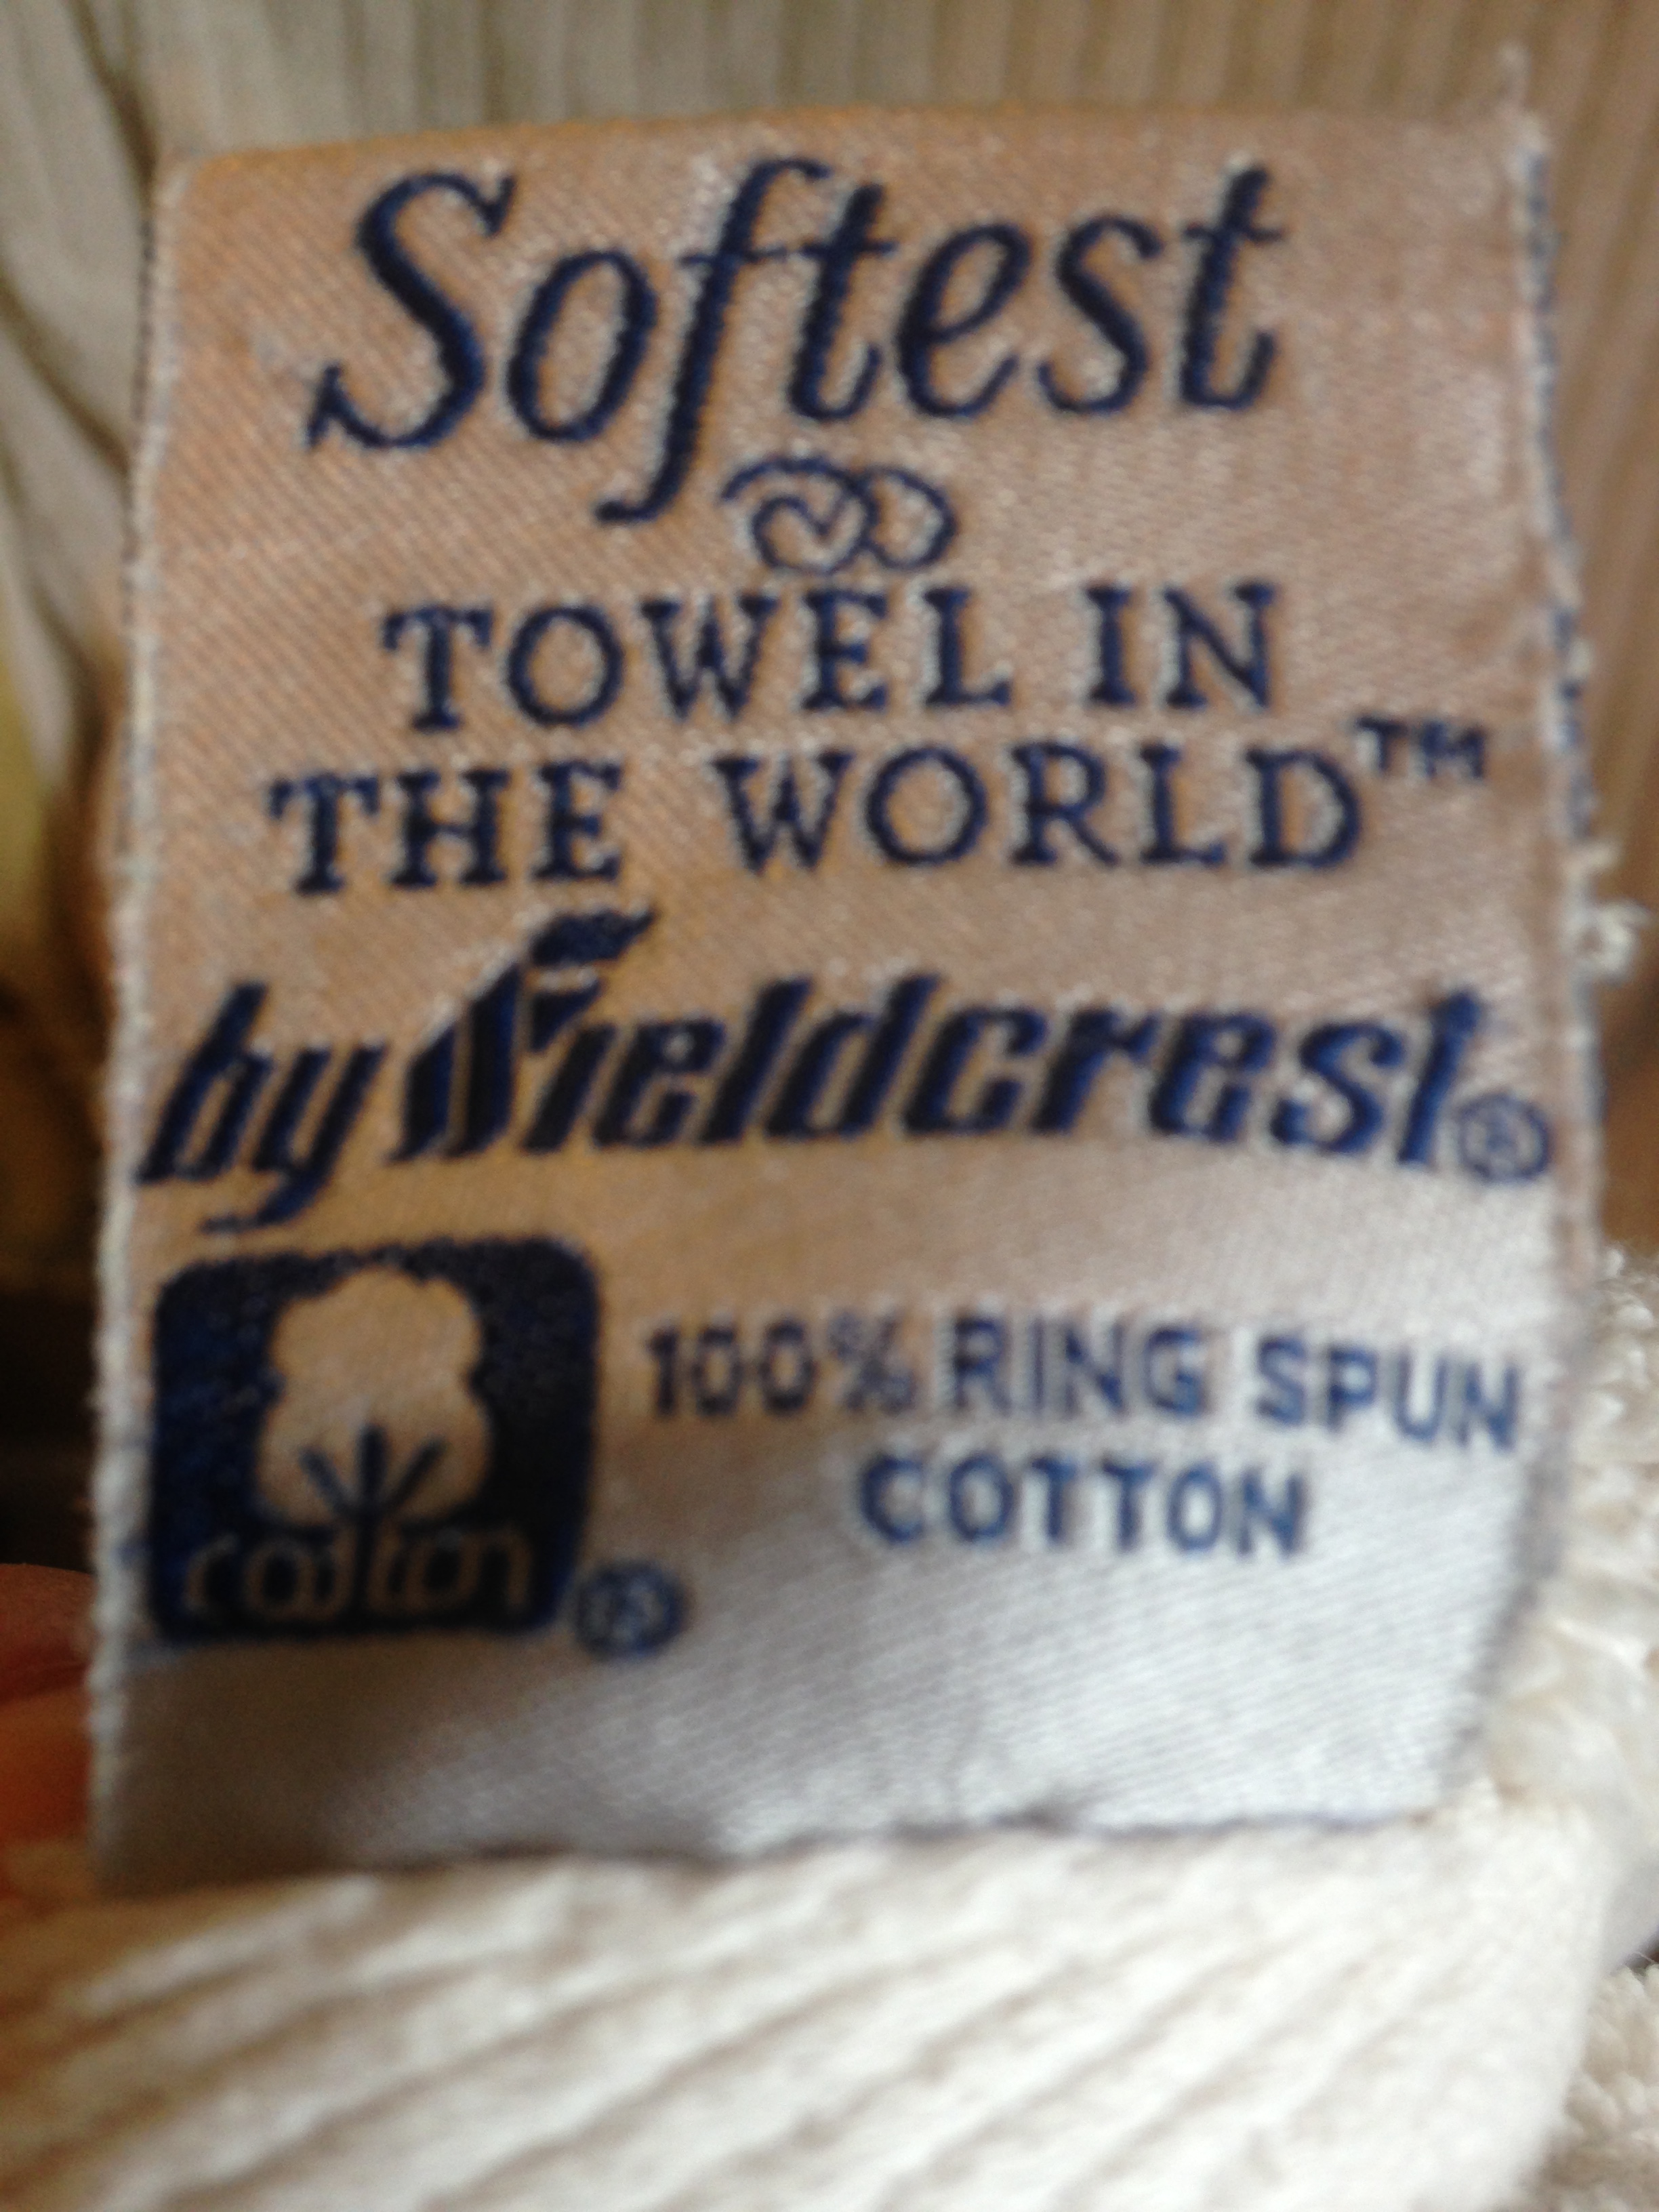 Softest
TOWEL IN
THE WORLD™
by Fieldcrest®
100% RING SPUN
COTTON
cotton®